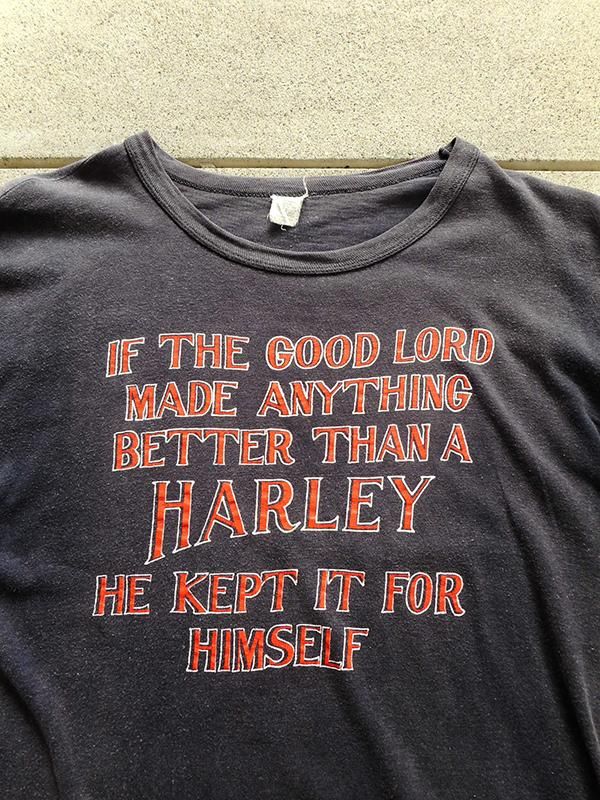 IF THE GOOD LORD
MADE ANYTHING
BETTER THAN A
HARLEY
HE KEPT IT FOR
HIMSELF